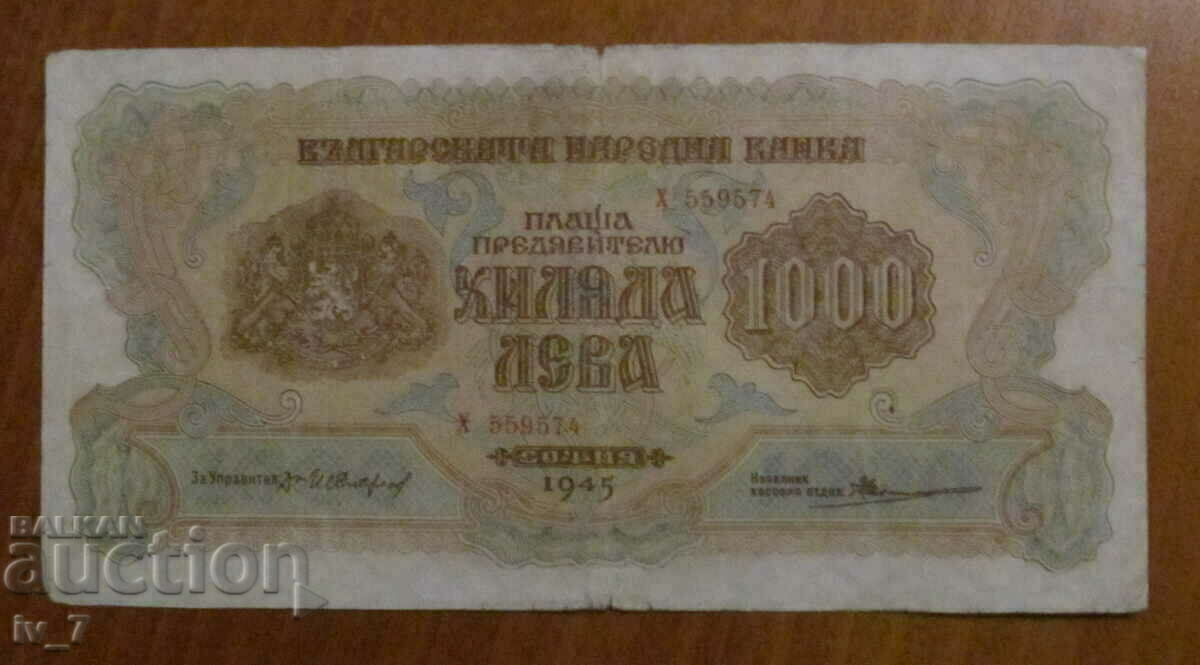 БЪЛГАРСКАТА НАРОДНА БАНКА
Х 559574
ПЛАЩА
ПРЕДЯВИТЕЛЮ
ХИЛЯДА
ЛЕВА
1000
Х 559574
СОФИЯ
1945
За Управител
Началник
касово отдел.
BALKAN
auction
iv_7